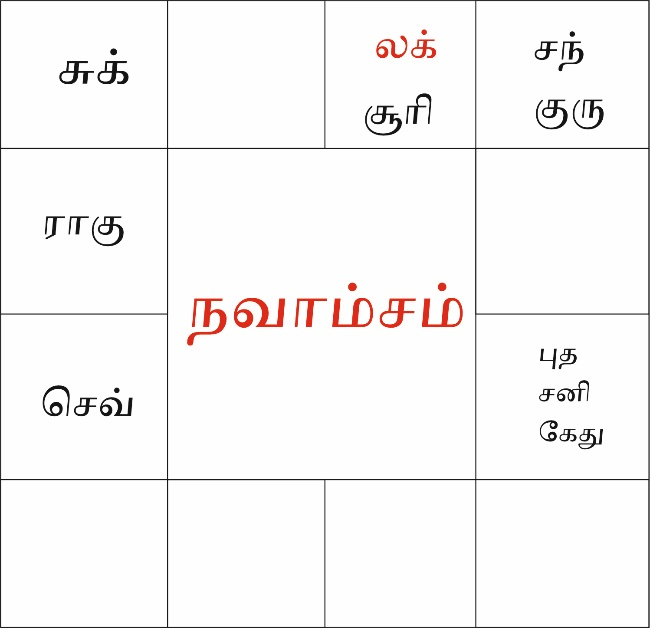 சுக்
லக்
சூரி
சந்
குரு
ராகு
நவாம்சம்
செவ்
புத
சனி
கேது